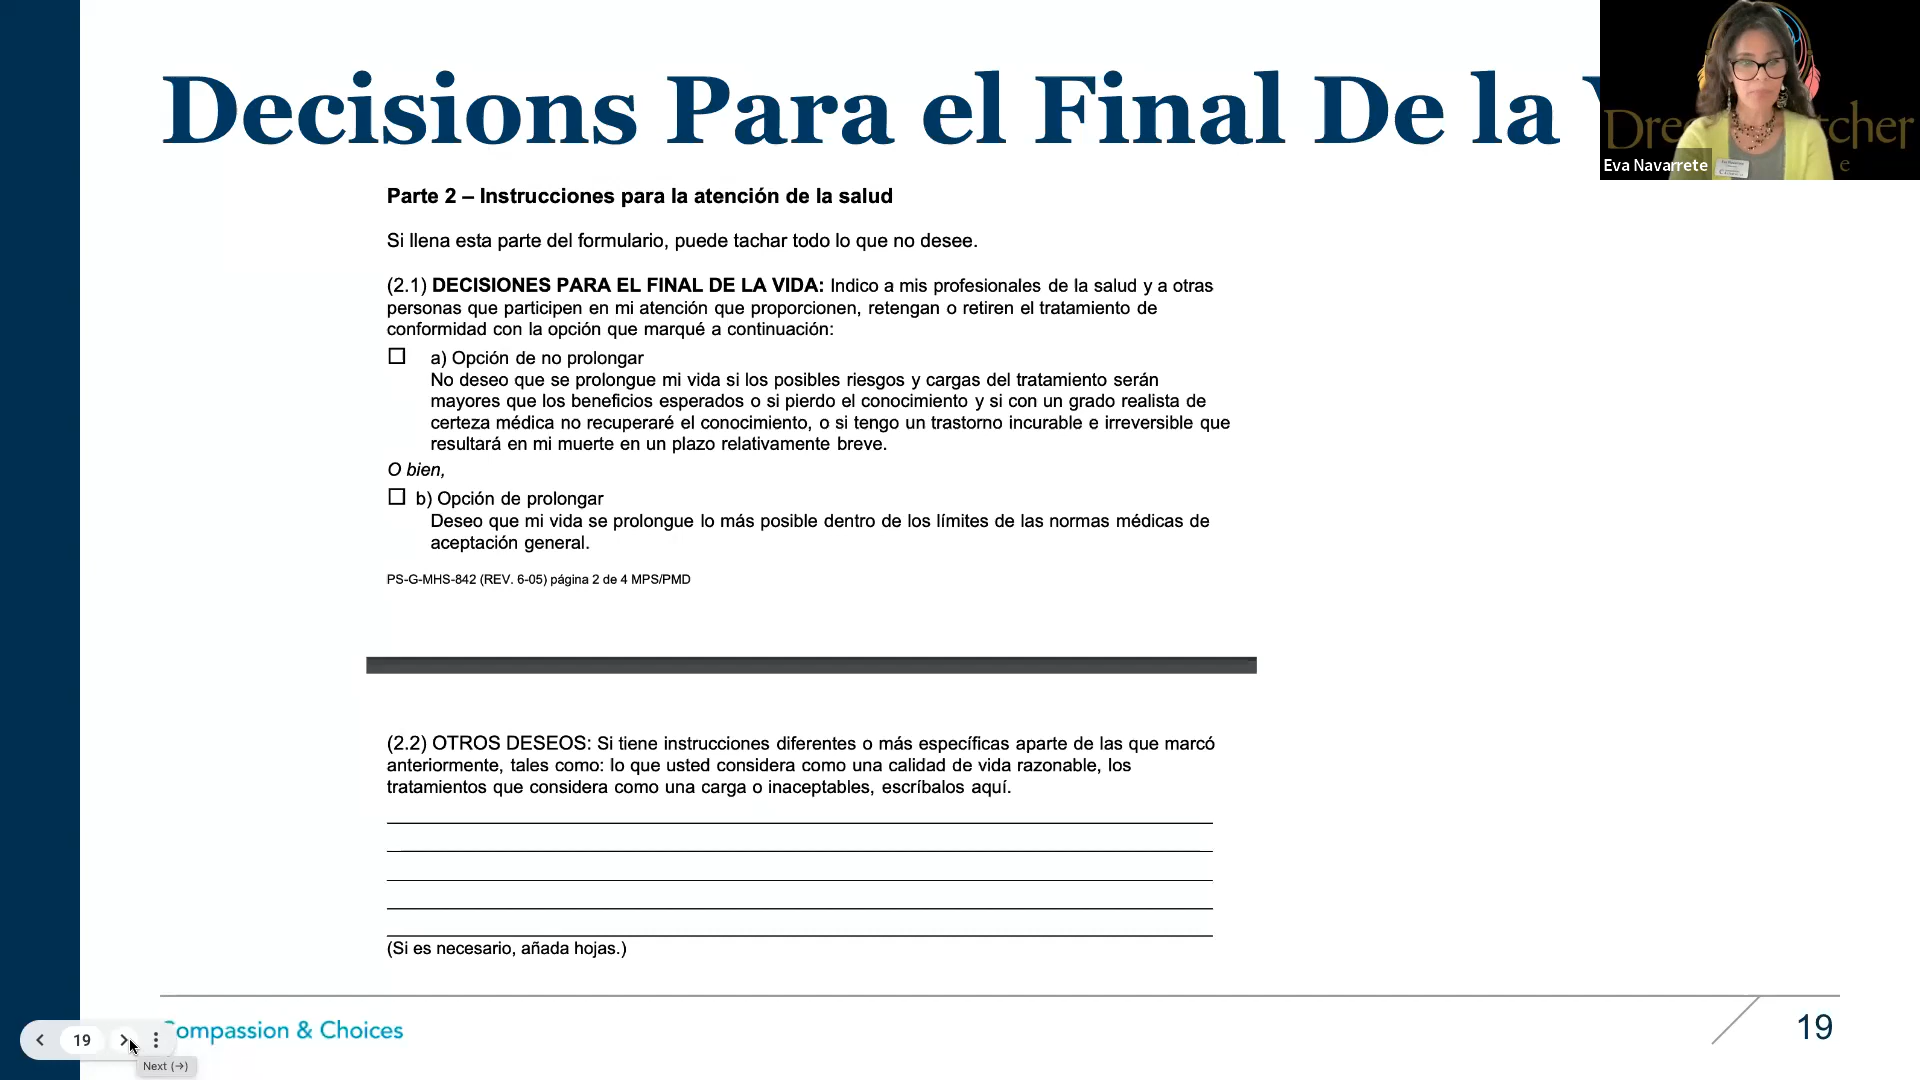 Decisions Para el Final De la
Eva Navarrete
Parte 2 – Instrucciones para la atención de la salud
Si llena esta parte del formulario, puede tachar todo lo que no desee.
(2.1) DECISIONES PARA EL FINAL DE LA VIDA: Indico a mis profesionales de la salud y a otras
personas que participen en mi atención que proporcionen, retengan o retiren el tratamiento de
conformidad con la opción que marqué a continuación:
a) Opción de no prolongar
No deseo que se prolongue mi vida si los posibles riesgos y cargas del tratamiento serán
mayores que los beneficios esperados o si pierdo el conocimiento y si con un grado realista de
certeza médica no recuperaré el conocimiento, o si tengo un trastorno incurable e irreversible que
resultará en mi muerte en un plazo relativamente breve.
O bien,
b) Opción de prolongar
Deseo que mi vida se prolongue lo más posible dentro de los límites de las normas médicas de
aceptación general.
PS-G-MHS-842 (REV. 6-05) página 2 de 4 MPS/PMD
(2.2) OTROS DESEOS: Si tiene instrucciones diferentes o más específicas aparte de las que marcó
anteriormente, tales como: lo que usted considera como una calidad de vida razonable, los
tratamientos que considera como una carga o inaceptables, escríbalos aquí.
(Si es necesario, añada hojas.)
ompassion & Choices
19
19
Next (→)